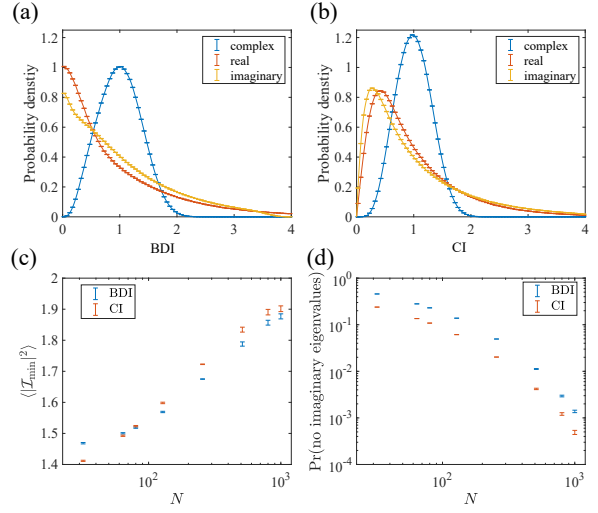 (a)
Probability denstiy
1.2
1
0.8
0.6
0.4
0.2
0
0 1 2 3 4
BDI
complex
real
imaginary
(b)
Probability denstiy
1.2
1
0.8
0.6
0.4
0.2
0
0 1 2 3 4
CI
complex
real
imaginary
(c)
⟨|𝓘min|²⟩
2
1.9
1.8
1.7
1.6
1.5
1.4
10² 10³
N
BDI
CI
(d)
Pr(no imaginary eigenvalues)
10⁰
10⁻¹
10⁻²
10⁻³
10⁻⁴
10² 10³
N
BDI
CI